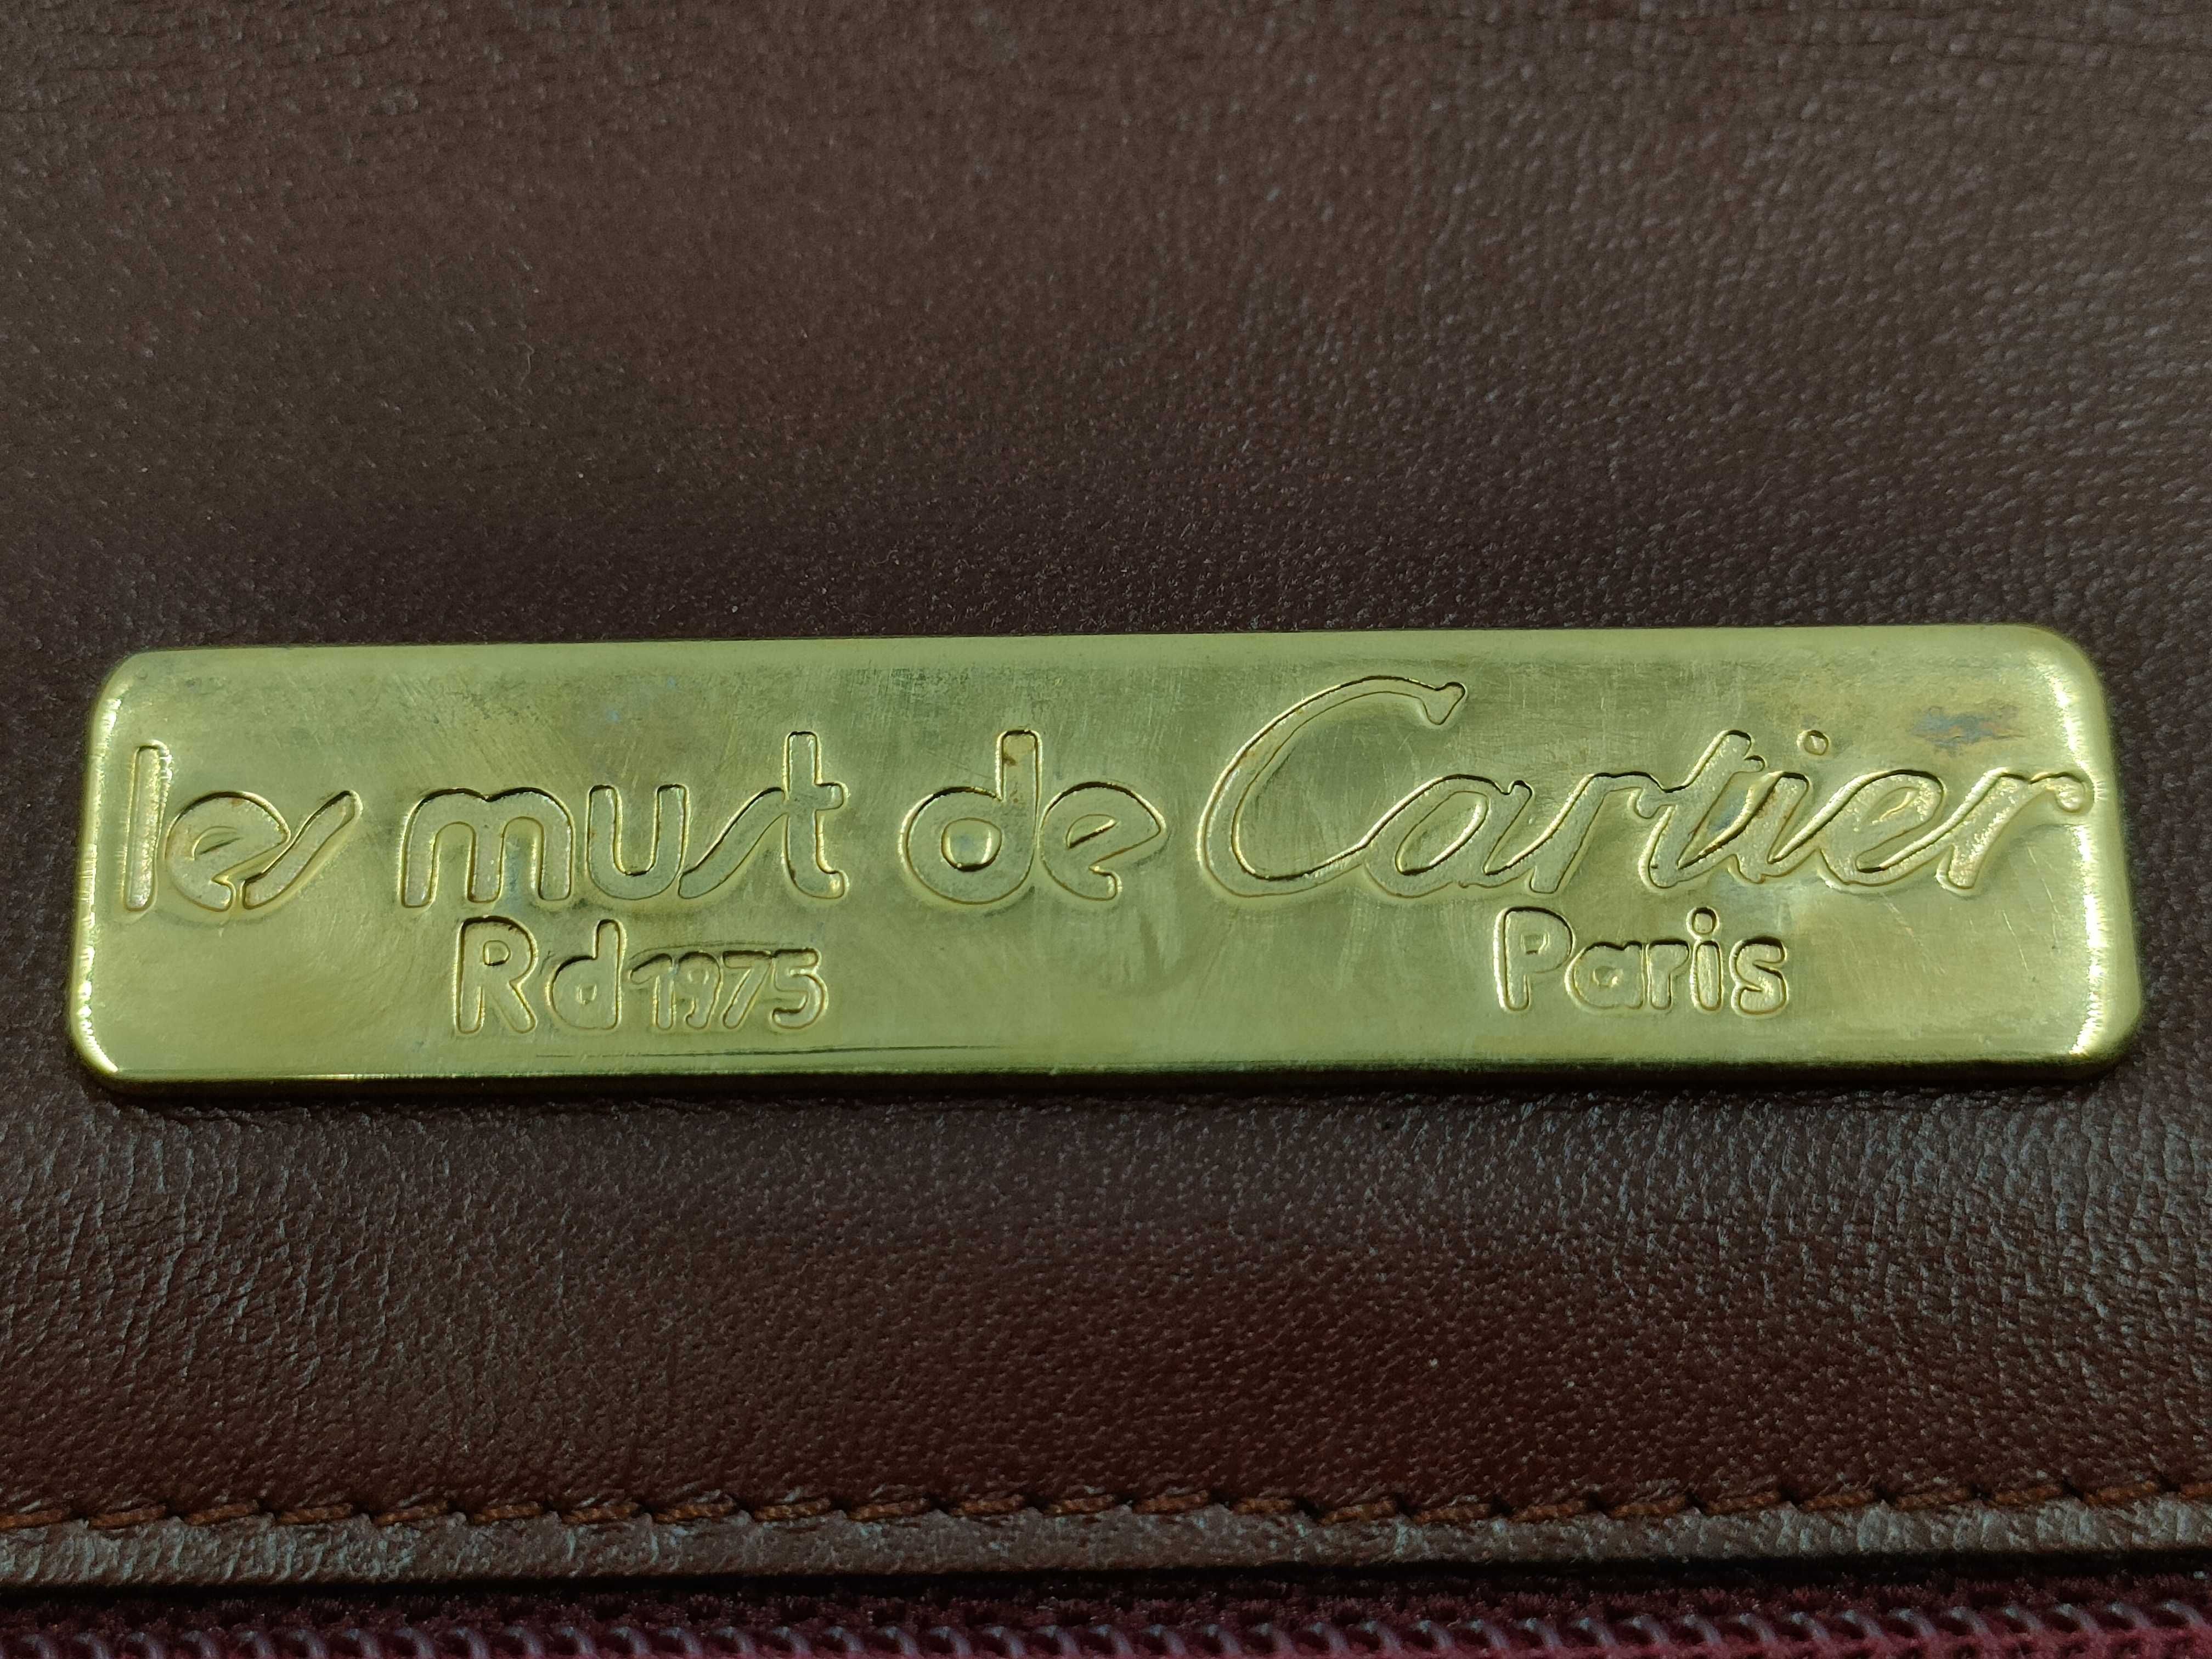 les must de Cartier
Rd 1975 Paris